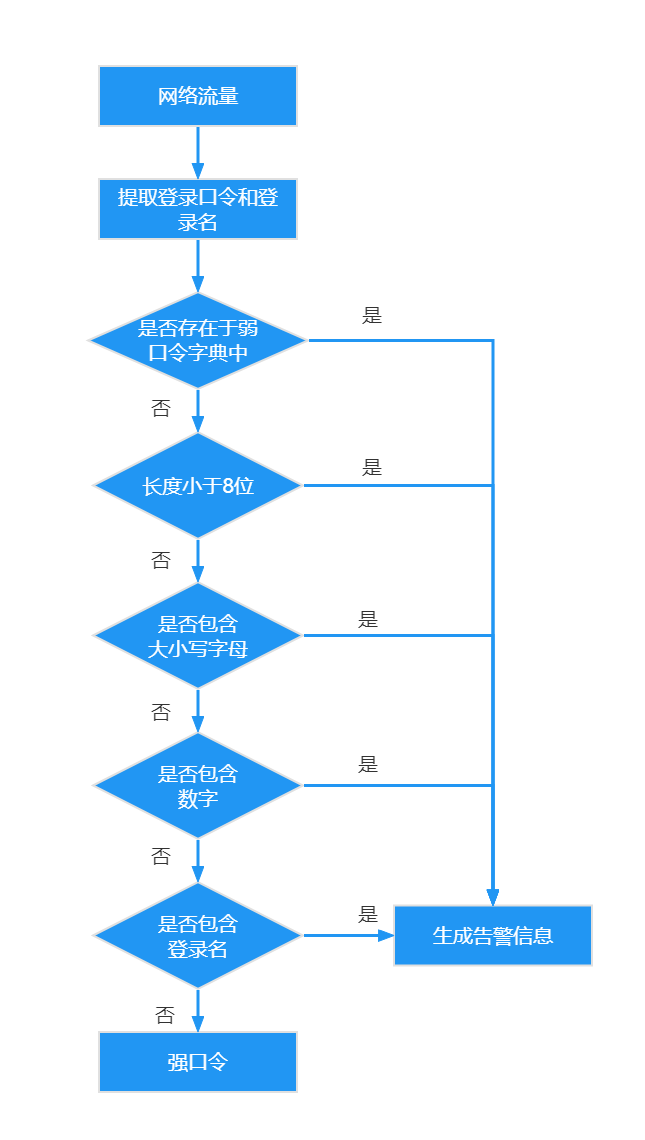 网络流量
提取登录口令和登
录名
是否存在于弱
口令字典中
是
否
长度小于8位
是
否
是否包含
大小写字母
是
否
是否包含
数字
是
否
是否包含
登录名
是
生成告警信息
否
强口令